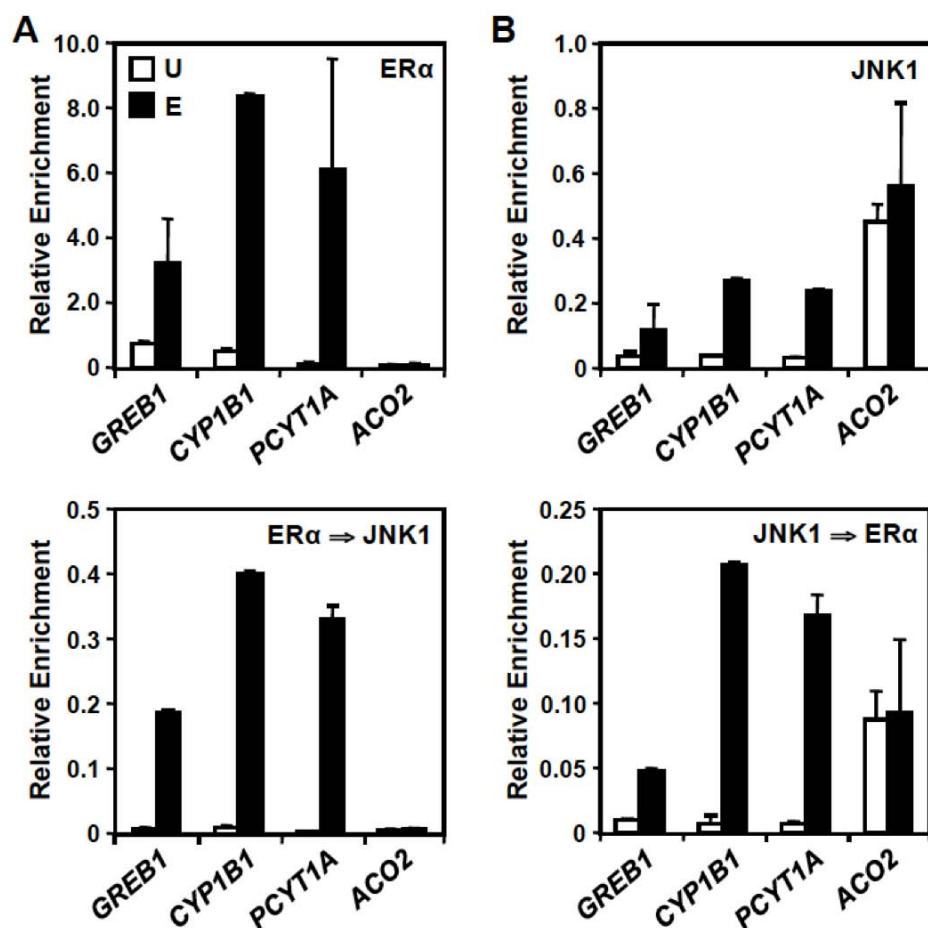 A
Relative Enrichment
10.0
8.0
6.0
4.0
2.0
0
U
E
ERα
GREB1
CYP1B1
PCYT1A
ACO2
B
Relative Enrichment
1.0
0.8
0.6
0.4
0.2
0
JNK1
GREB1
CYP1B1
PCYT1A
ACO2
Relative Enrichment
0.5
0.4
0.3
0.2
0.1
0
ERα ⇒ JNK1
GREB1
CYP1B1
PCYT1A
ACO2
Relative Enrichment
0.25
0.20
0.15
0.10
0.05
0
JNK1 ⇒ ERα
GREB1
CYP1B1
PCYT1A
ACO2